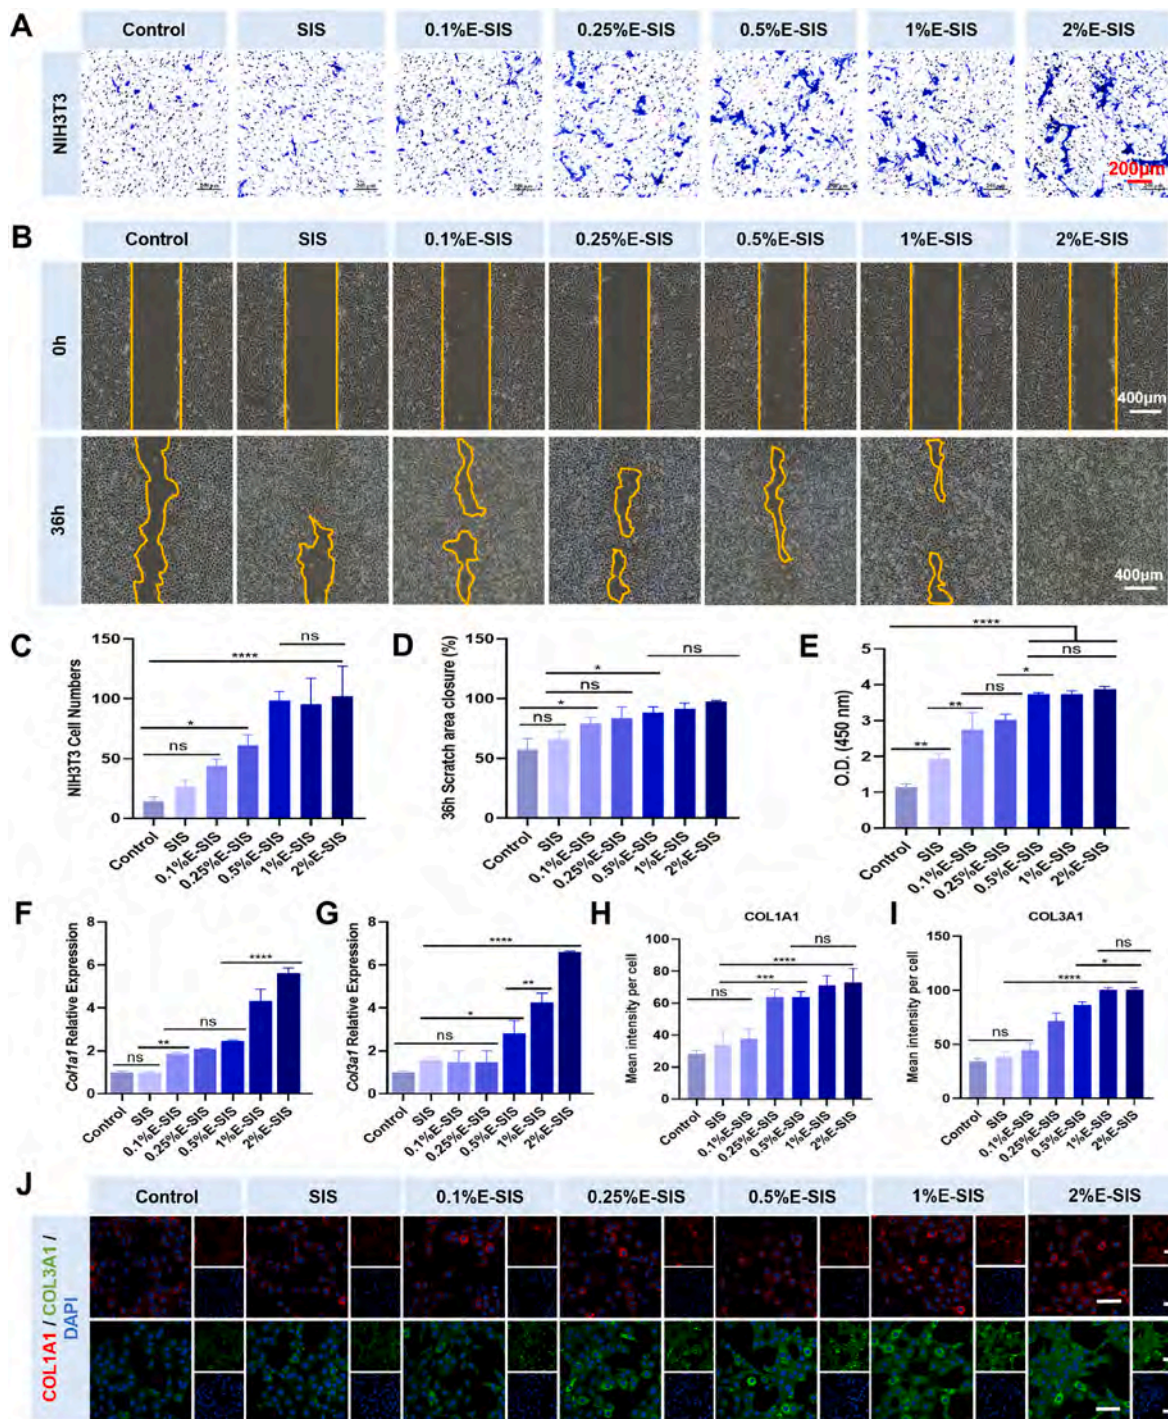 A
Control SIS 0.1%E-SIS 0.25%E-SIS 0.5%E-SIS 1%E-SIS 2%E-SIS
NIH3T3
200μm
B
Control SIS 0.1%E-SIS 0.25%E-SIS 0.5%E-SIS 1%E-SIS 2%E-SIS
0h
400μm
36h
400μm
C
NIH3T3 Cell Numbers
150
100
50
0
ns
****
*
ns
Control SIS 0.1%E-SIS 0.25%E-SIS 0.5%E-SIS 1%E-SIS 2%E-SIS
D
36h Scratch area closure (%)
150
100
50
0
ns
*
ns
*
ns
Control SIS 0.1%E-SIS 0.25%E-SIS 0.5%E-SIS 1%E-SIS 2%E-SIS
E
O.D. (450 nm)
5
4
3
2
1
0
****
ns
*
ns
**
**
Control SIS 0.1%E-SIS 0.25%E-SIS 0.5%E-SIS 1%E-SIS 2%E-SIS
F
Col1a1 Relative Expression
8
6
4
2
0
****
ns
**
ns
Control SIS 0.1%E-SIS 0.25%E-SIS 0.5%E-SIS 1%E-SIS 2%E-SIS
G
Col3a1 Relative Expression
8
6
4
2
0
****
**
*
ns
Control SIS 0.1%E-SIS 0.25%E-SIS 0.5%E-SIS 1%E-SIS 2%E-SIS
H
COL1A1
Mean intensity per cell
100
80
60
40
20
0
ns
****
***
ns
Control SIS 0.1%E-SIS 0.25%E-SIS 0.5%E-SIS 1%E-SIS 2%E-SIS
I
COL3A1
Mean intensity per cell
150
100
50
0
ns
*
****
ns
Control SIS 0.1%E-SIS 0.25%E-SIS 0.5%E-SIS 1%E-SIS 2%E-SIS
J
Control SIS 0.1%E-SIS 0.25%E-SIS 0.5%E-SIS 1%E-SIS 2%E-SIS
COL1A1 / COL3A1 /
DAPI